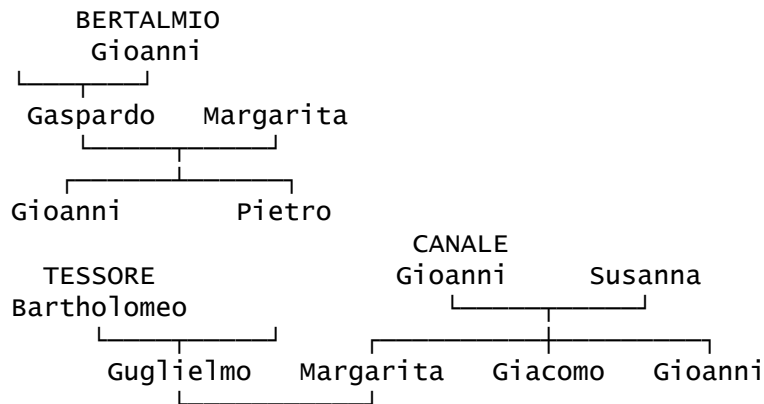 BERTALMIO
Gioanni
Gaspardo Margarita
Gioanni Pietro
CANALE
TESSORE Gioanni Susanna
Bartholomeo
Guglielmo Margarita Giacomo Gioanni